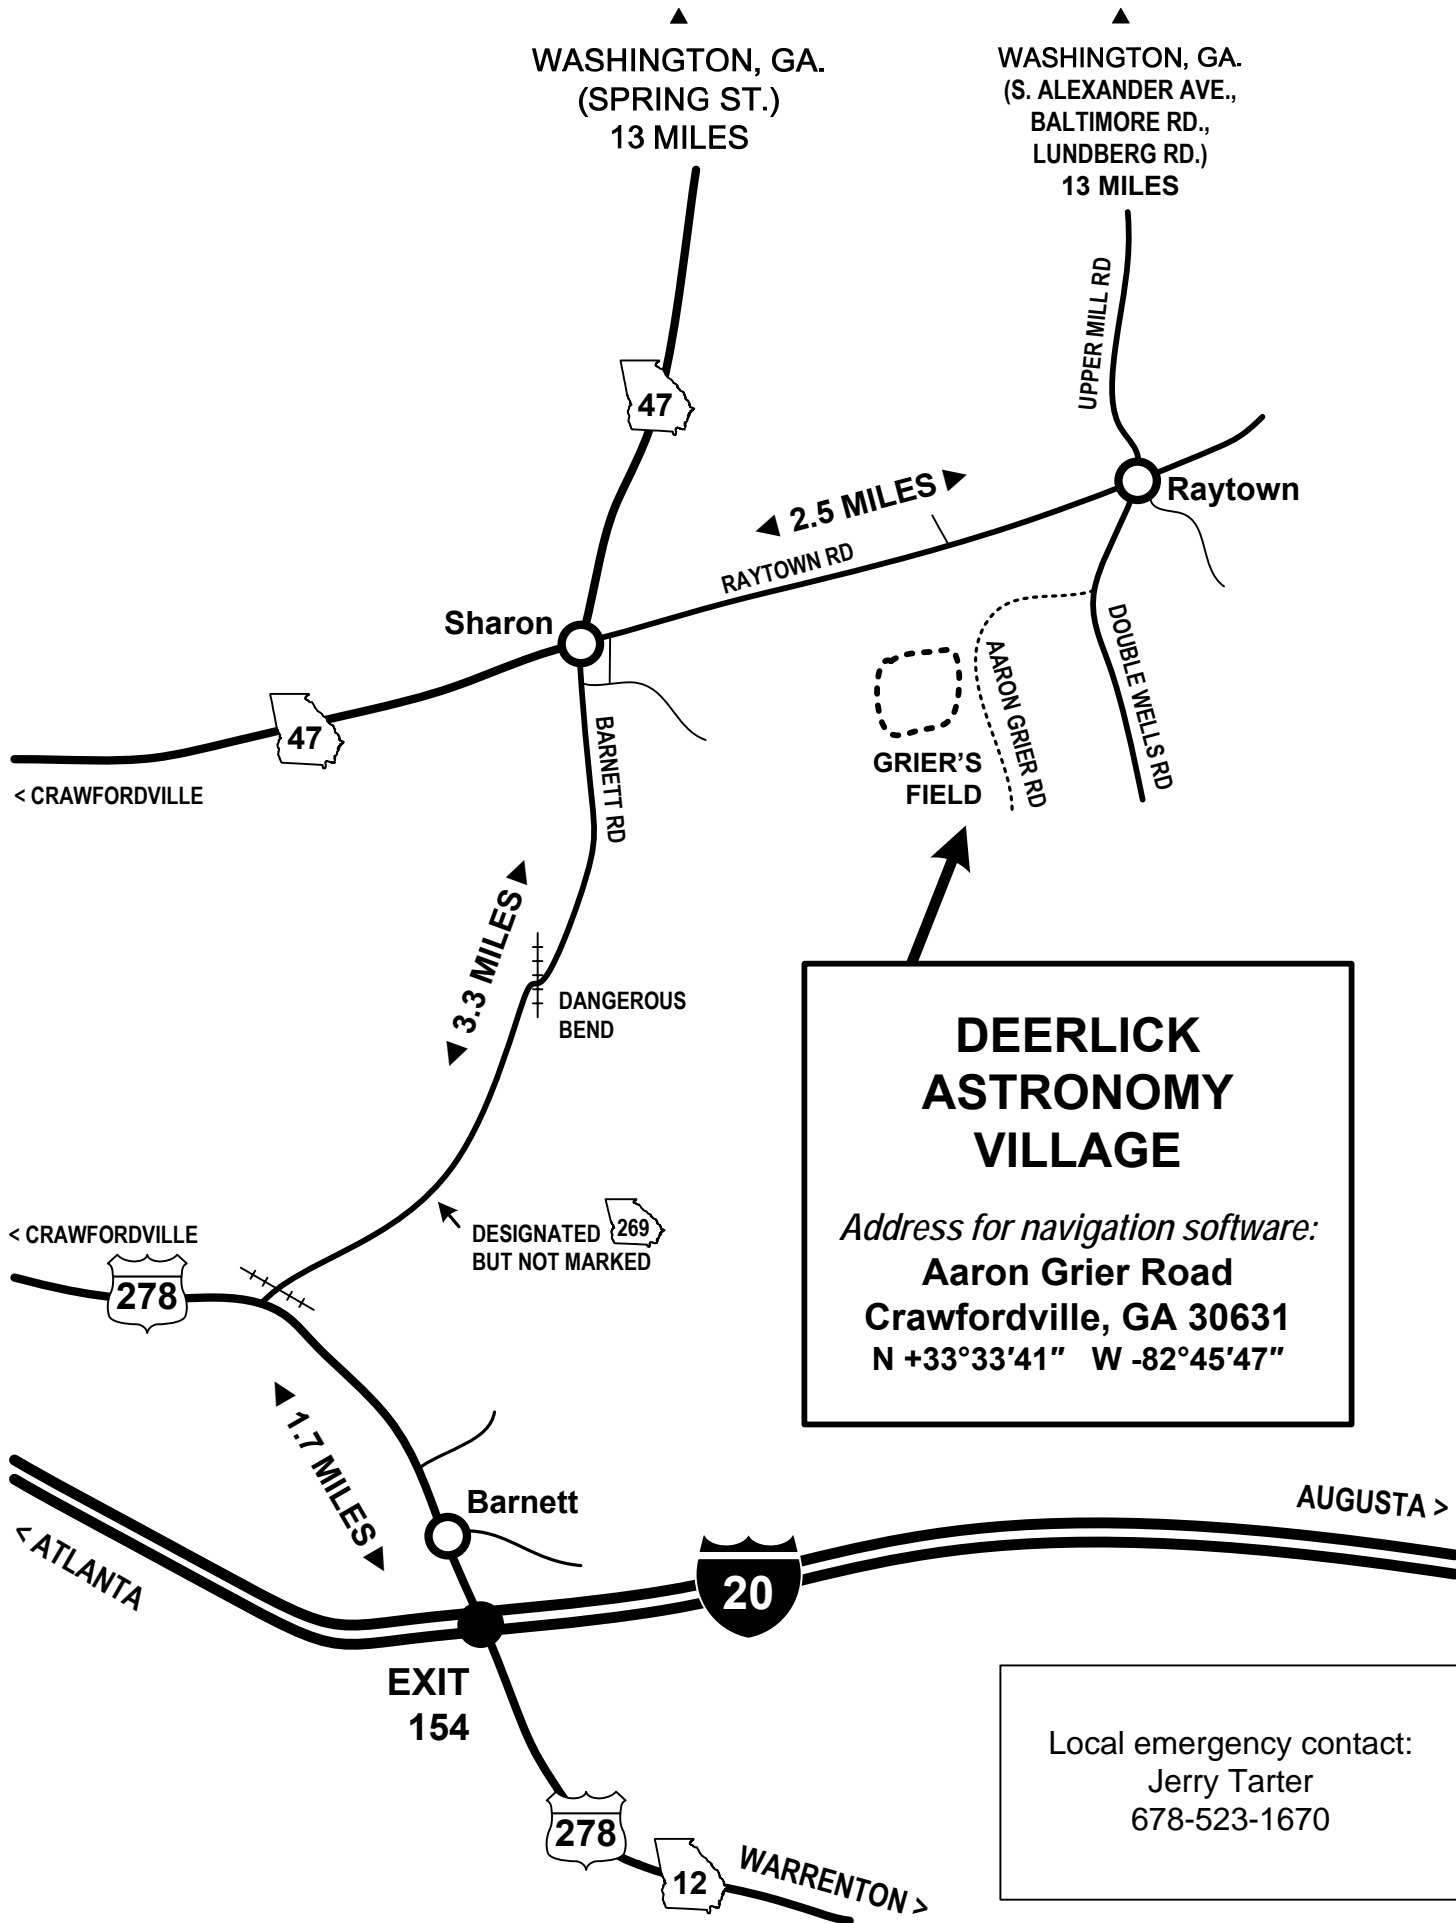 WASHINGTON, GA.
(SPRING ST.)
13 MILES
WASHINGTON, GA.
(S. ALEXANDER AVE.,
BALTIMORE RD.,
LUNDBERG RD.)
13 MILES
UPPER MILL RD
47
2.5 MILES
Raytown
RAYTOWN RD
Sharon
47
< CRAWFORDVILLE
BARNETT RD
GRIER'S
FIELD
AARON GRIER RD
DOUBLE WELLS RD
3.3 MILES
DANGEROUS
BEND
DEERLICK
ASTRONOMY
VILLAGE
Address for navigation software:
Aaron Grier Road
Crawfordville, GA 30631
N +33°33′41″ W -82°45′47″
DESIGNATED 269
BUT NOT MARKED
< CRAWFORDVILLE
278
1.7 MILES
Barnett
AUGUSTA >
< ATLANTA
20
EXIT
154
Local emergency contact:
Jerry Tarter
678-523-1670
278
12
WARRENTON >